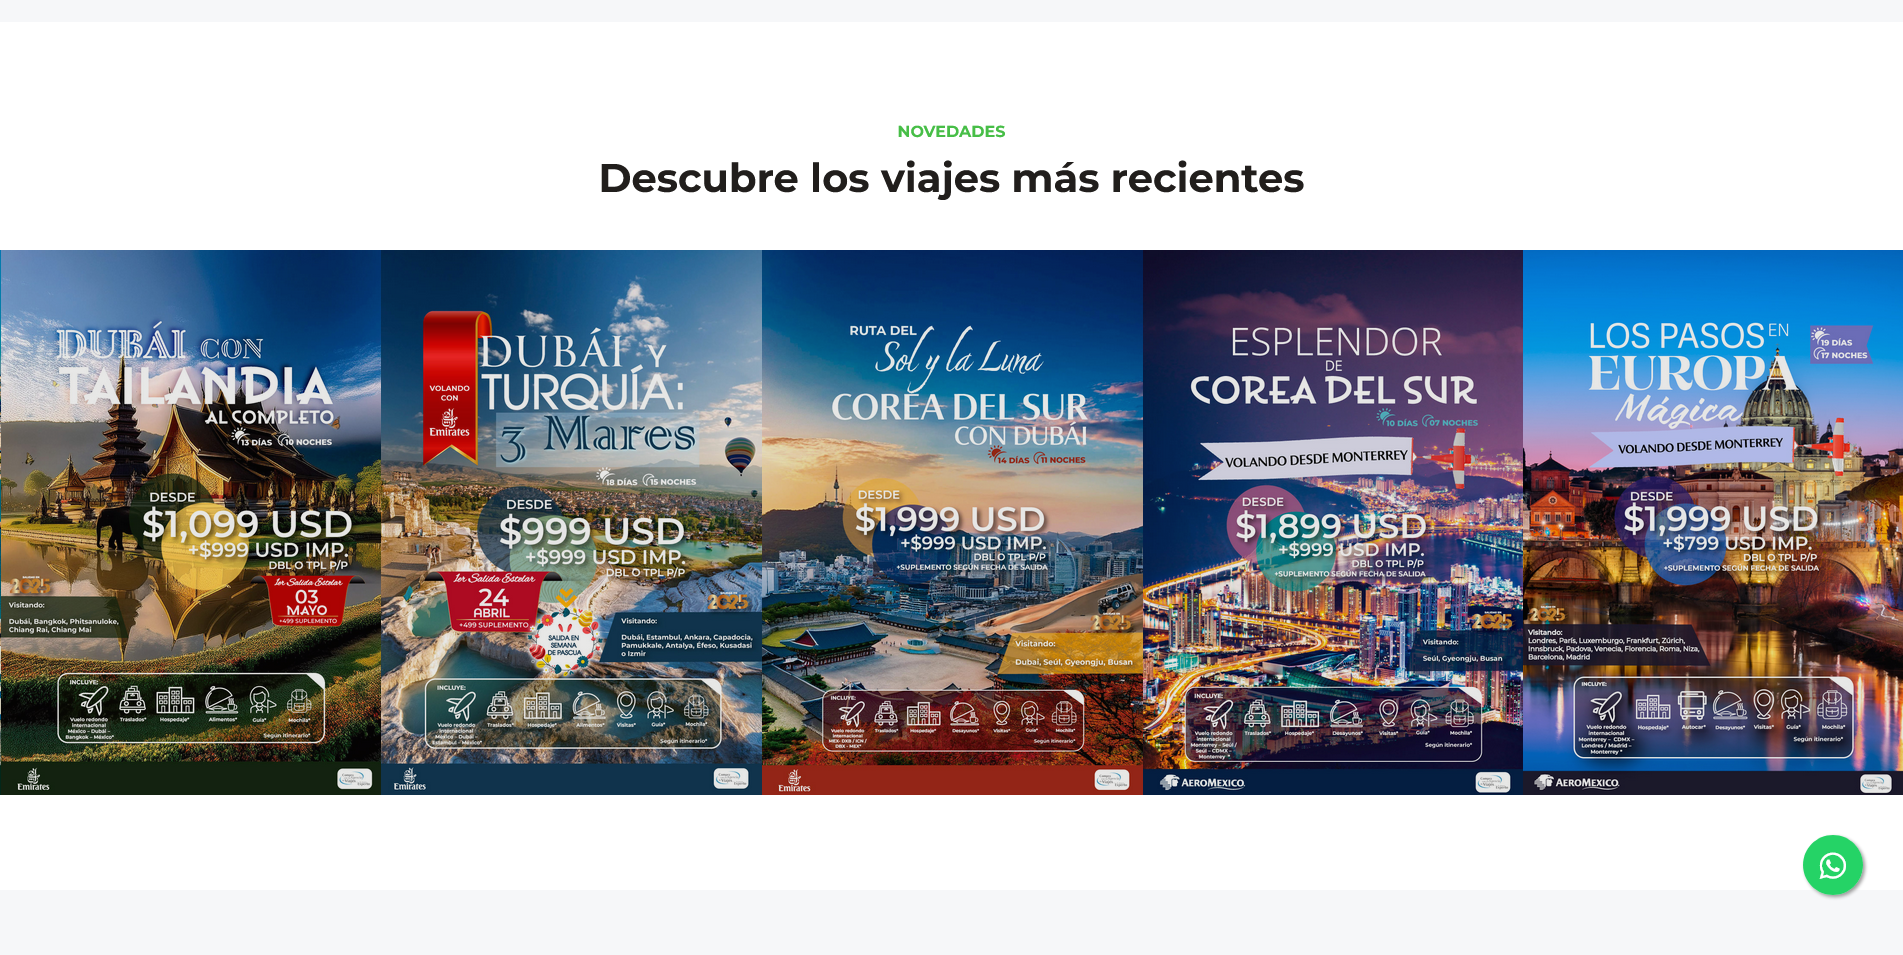 NOVEDADES
Descubre los viajes más recientes
DUBÁI CON
TAILANDIA
AL COMPLETO
13 DÍAS 10 NOCHES
DESDE
$1,099 USD
+$999 USD IMP.
DBL O TPL P/P
1er Salida Escolar
03
MAYO
+499 SUPLEMENTO
2025
Visitando:
Dubái, Bangkok, Phitsanuloke,
Chiang Rai, Chiang Mai
INCLUYE:
Vuelo redondo
internacional
México - Dubái -
Bangkok - México*
Traslados*
Hospedaje*
Alimentos*
Guía*
Mochila*
Según itinerario*
Emirates
VOLANDO
CON
Emirates
DUBÁI Y
TURQUÍA:
3 Mares
18 DÍAS 15 NOCHES
DESDE
$999 USD
+$999 USD IMP.
DBL O TPL P/P
1er Salida Escolar
24
ABRIL
+499 SUPLEMENTO
SALIDA EN
SEMANA
DE PASCUA
2025
Visitando:
Dubái, Estambul, Ankara, Capadocia,
Pamukkale, Antalya, Éfeso, Kusadasi
o Izmir
INCLUYE:
Vuelo redondo
internacional
México - Dubái -
Estambul - México*
Traslados*
Hospedaje*
Alimentos*
Visitas*
Guía*
Mochila*
Según itinerario*
Emirates
RUTA DEL
Sol y la Luna
COREA DEL SUR
CON DUBÁI
14 DÍAS 11 NOCHES
DESDE
$1,999 USD
+$999 USD IMP.
DBL O TPL P/P
+SUPLEMENTO SEGÚN FECHA DE SALIDA
2025
Visitando:
Dubai, Seúl, Gyeongju, Busan
INCLUYE:
Vuelo redondo
internacional
MEX- DXB / ICN /
DBX - MEX*
Traslados*
Hospedaje*
Desayunos*
Visitas*
Guía*
Mochila*
Según itinerario*
Emirates
ESPLENDOR
DE
COREA DEL SUR
10 DÍAS 07 NOCHES
VOLANDO DESDE MONTERREY
DESDE
$1,899 USD
+$999 USD IMP.
DBL O TPL P/P
+SUPLEMENTO SEGÚN FECHA DE SALIDA
2025
Visitando:
Seúl, Gyeongju, Busan
INCLUYE:
Vuelo redondo
internacional
Monterrey - Seúl /
Seúl - CDMX -
Monterrey *
Traslados*
Hospedaje*
Desayunos*
Visitas*
Guía*
Mochila*
Según itinerario*
AEROMEXICO.
LOS PASOS EN
EUROPA
Mágica
19 DÍAS
17 NOCHES
VOLANDO DESDE MONTERREY
DESDE
$1,999 USD
+$799 USD IMP.
DBL O TPL P/P
+SUPLEMENTO SEGÚN FECHA DE SALIDA
2025
Visitando:
Londres, París, Luxemburgo, Frankfurt, Zúrich,
Innsbruck, Padova, Venecia, Florencia, Roma, Niza,
Barcelona, Madrid
INCLUYE:
Vuelo redondo
internacional
Monterrey - CDMX -
Londres / Madrid -
Monterrey *
Hospedaje*
Autocar*
Desayunos*
Visitas*
Guía*
Mochila*
Según itinerario*
AEROMEXICO.